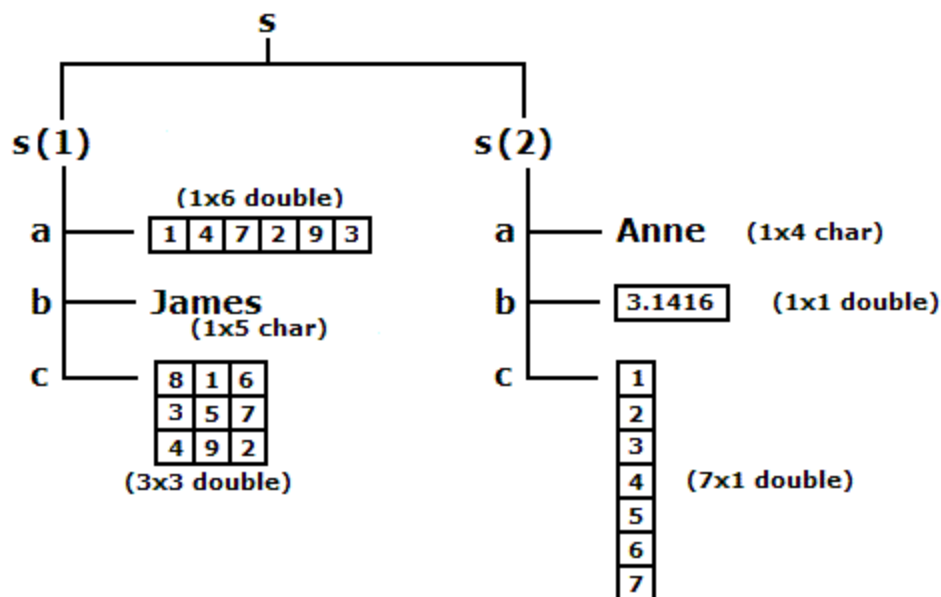 s
s(1)
(1x6 double)
a
1 4 7 2 9 3
b
James
(1x5 char)
c
8 1 6
3 5 7
4 9 2
(3x3 double)
s(2)
a
Anne (1x4 char)
b
3.1416 (1x1 double)
c
1
2
3
4 (7x1 double)
5
6
7